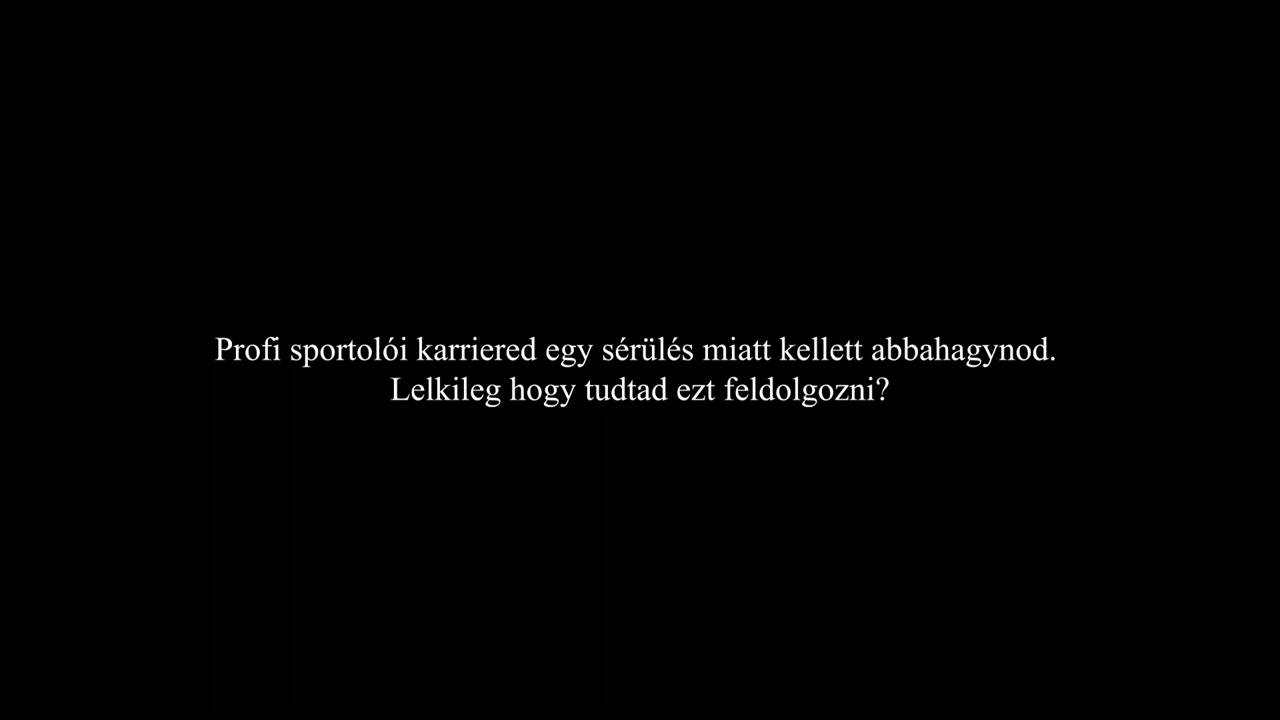 Profi sportolói karriered egy sérülés miatt kellett abbahagynod.
Lelkileg hogy tudtad ezt feldolgozni?